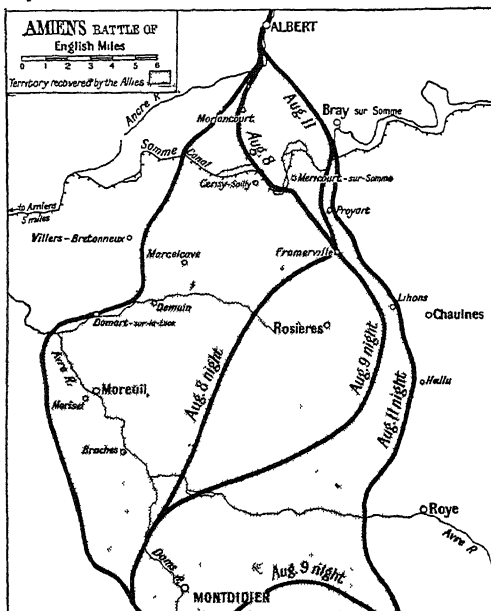 AMIENS BATTLE OF
English Miles
0 1 2 3 4 5 6
Territory recovered by the Allies
ALBERT
Ancre R.
Morlancourt
Aug. 11
Bray sur Somme
Aug. 8
Somme Canal
Cerisy-Gailly
Mericourt-sur-Somme
to Amiens
5 miles
Proyart
Villers-Bretonneux
Framerville
Marcelcave
Demuin
Lihons
Domart-sur-la-Luce
Rosières
Chaulnes
Avre R.
Aug. 8 night
Aug. 9 night
Moreuil
Aug. 11 night
Hallu
Morisel
Braches
Roye
Avre R
Doms R.
Aug. 9 night
MONTDIDIER